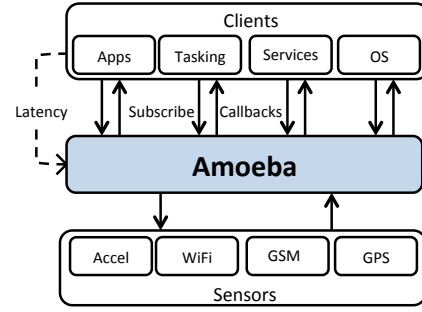 Clients
Apps Tasking Services OS
Latency Subscribe Callbacks
Amoeba
Accel WiFi GSM GPS
Sensors